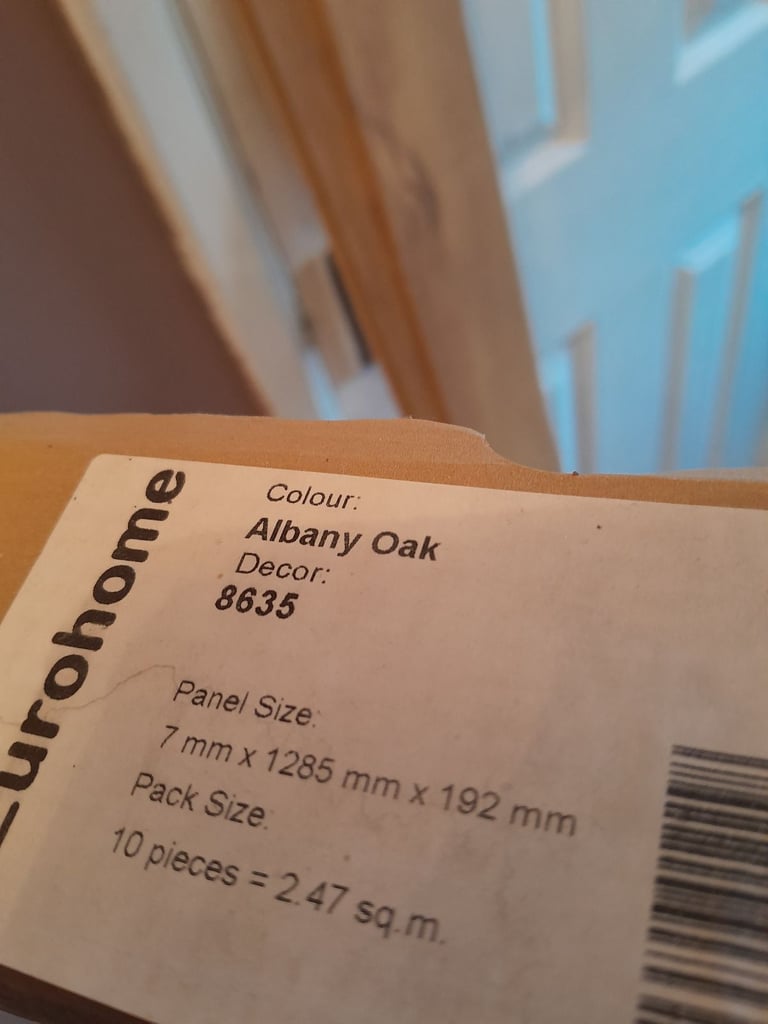 Eurohome
Colour:
Albany Oak
Decor:
8635
Panel Size:
7 mm x 1285 mm x 192 mm
Pack Size:
10 pieces = 2.47 sq.m.